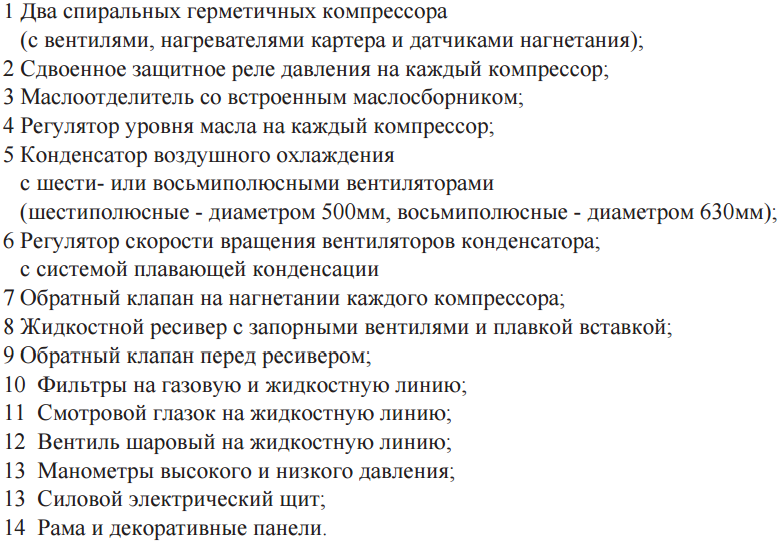 1 Два спиральных герметичных компрессора
(с вентилями, нагревателями картера и датчиками нагнетания);
2 Сдвоенное защитное реле давления на каждый компрессор;
3 Маслоотделитель со встроенным маслосборником;
4 Регулятор уровня масла на каждый компрессор;
5 Конденсатор воздушного охлаждения
с шести- или восьмиполюсными вентиляторами
(шестиполюсные - диаметром 500мм, восьмиполюсные - диаметром 630мм);
6 Регулятор скорости вращения вентиляторов конденсатора;
с системой плавающей конденсации
7 Обратный клапан на нагнетании каждого компрессора;
8 Жидкостной ресивер с запорными вентилями и плавкой вставкой;
9 Обратный клапан перед ресивером;
10 Фильтры на газовую и жидкостную линию;
11 Смотровой глазок на жидкостную линию;
12 Вентиль шаровый на жидкостную линию;
13 Манометры высокого и низкого давления;
13 Силовой электрический щит;
14 Рама и декоративные панели.